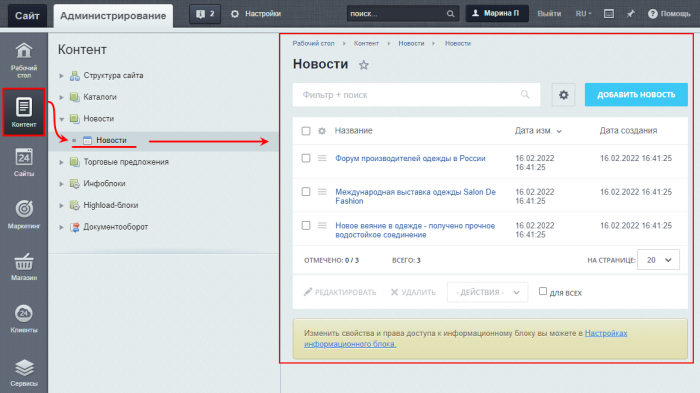 Сайт
Администрирование
2
Настройки
поиск...
Марина П
Выйти
RU
Помощь
Рабочий
стол
Контент
24
Сайты
Маркетинг
Магазин
24
Клиенты
Сервисы
Контент
Структура сайта
Каталоги
Новости
Новости
Торговые предложения
Инфоблоки
Highload-блоки
Документооборот
Рабочий стол
Контент
Новости
Новости
Новости
Фильтр + поиск
ДОБАВИТЬ НОВОСТЬ
Название
Дата изм.
Дата создания
Форум производителей одежды в России
16.02.2022
16:41:25
16.02.2022 16:41:25
Международная выставка одежды Salon De
Fashion
16.02.2022
16:41:25
16.02.2022 16:41:25
Новое веяние в одежде - получено прочное
водостойкое соединение
16.02.2022
16:41:25
16.02.2022 16:41:25
ОТМЕЧЕНО: 0 / 3
ВСЕГО: 3
НА СТРАНИЦЕ:
20
РЕДАКТИРОВАТЬ
УДАЛИТЬ
- ДЕЙСТВИЯ -
ДЛЯ ВСЕХ
Изменить свойства и права доступа к информационному блоку вы можете в Настройках
информационного блока.